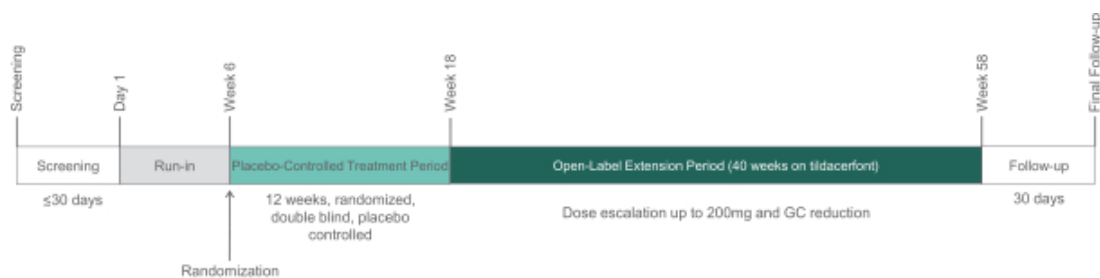 Screening
Day 1
Week 6
Week 18
Week 58
Final Follow-up
Screening
Run-in
Placebo-Controlled Treatment Period
Open-Label Extension Period (40 weeks on tildacerfont)
Follow-up
≤30 days
12 weeks, randomized,
double blind, placebo
controlled
Dose escalation up to 200mg and GC reduction
30 days
Randomization